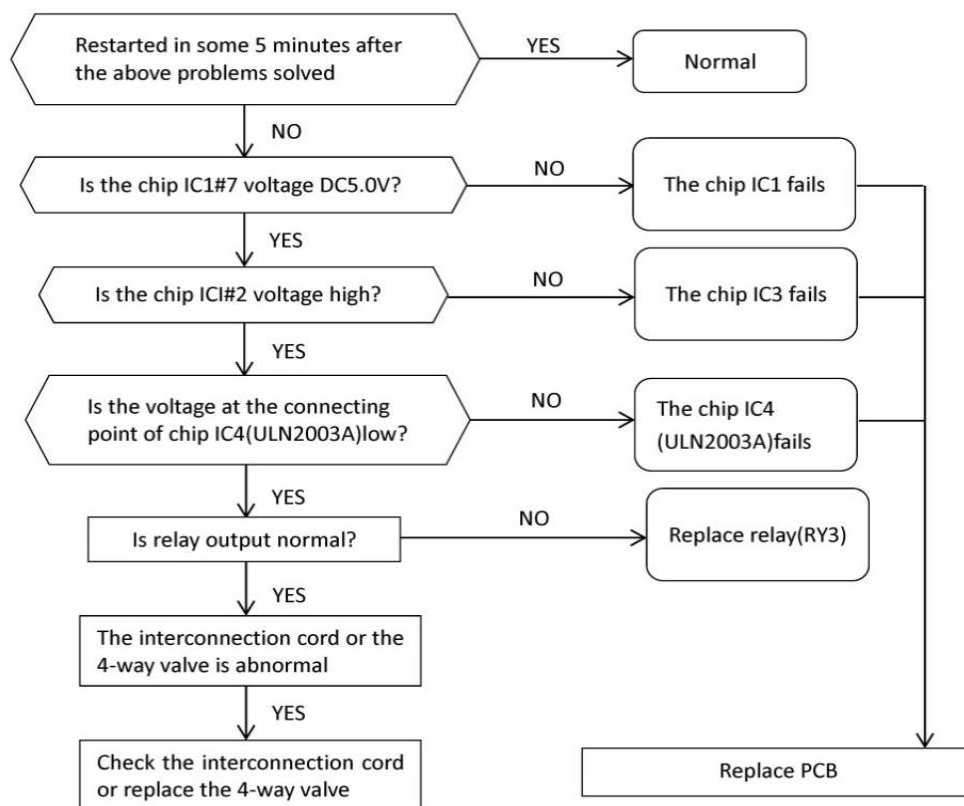 Restarted in some 5 minutes after
the above problems solved
YES
Normal
NO
Is the chip IC1#7 voltage DC5.0V?
NO
The chip IC1 fails
YES
Is the chip ICI#2 voltage high?
NO
The chip IC3 fails
YES
Is the voltage at the connecting
point of chip IC4(ULN2003A)low?
NO
The chip IC4
(ULN2003A)fails
YES
Is relay output normal?
NO
Replace relay(RY3)
YES
The interconnection cord or the
4-way valve is abnormal
YES
Check the interconnection cord
or replace the 4-way valve
Replace PCB